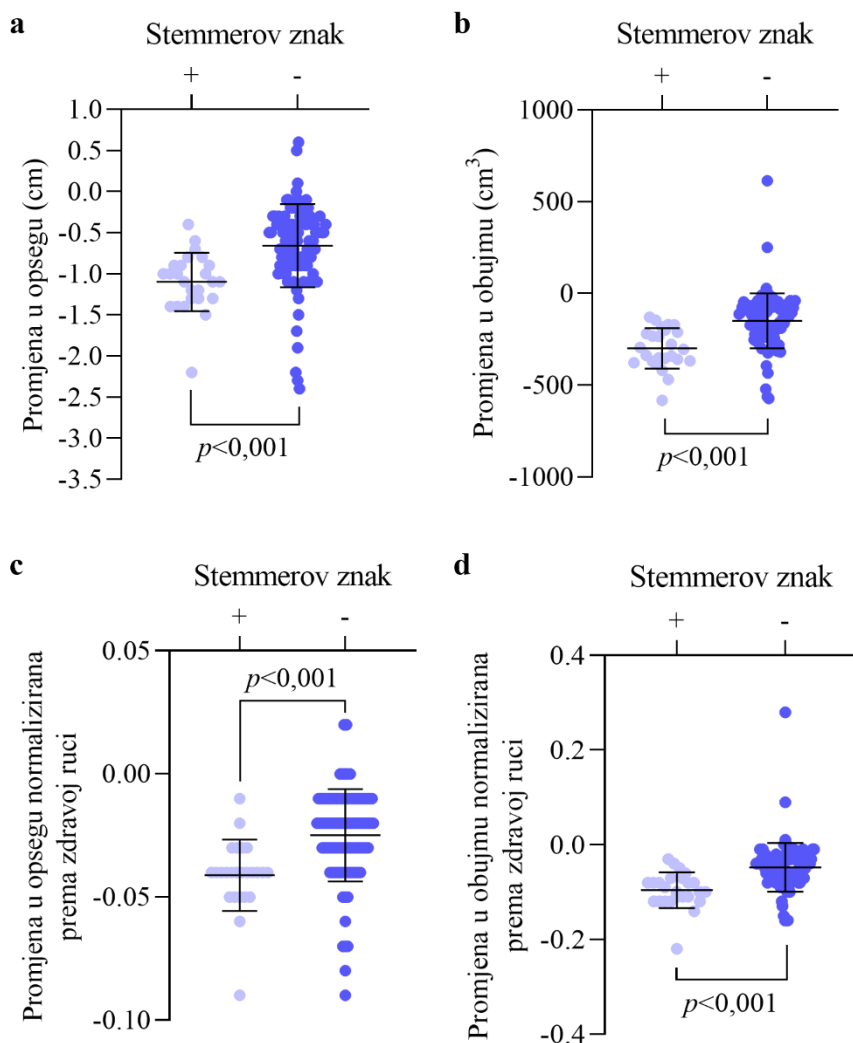 a
Stemmerov znak
+ -
Promjena u opsegu (cm)
1.0
0.5
0.0
-0.5
-1.0
-1.5
-2.0
-2.5
-3.0
-3.5
p<0,001
b
Stemmerov znak
+ -
Promjena u obujmu (cm³)
1000
500
0
-500
-1000
p<0,001
c
Stemmerov znak
+ -
Promjena u opsegu normalizirana
prema zdravoj ruci
0.05
0.00
-0.05
-0.10
p<0,001
d
Stemmerov znak
+ -
Promjena u obujmu normalizirana
prema zdravoj ruci
0.4
0.2
0.0
-0.2
-0.4
p<0,001